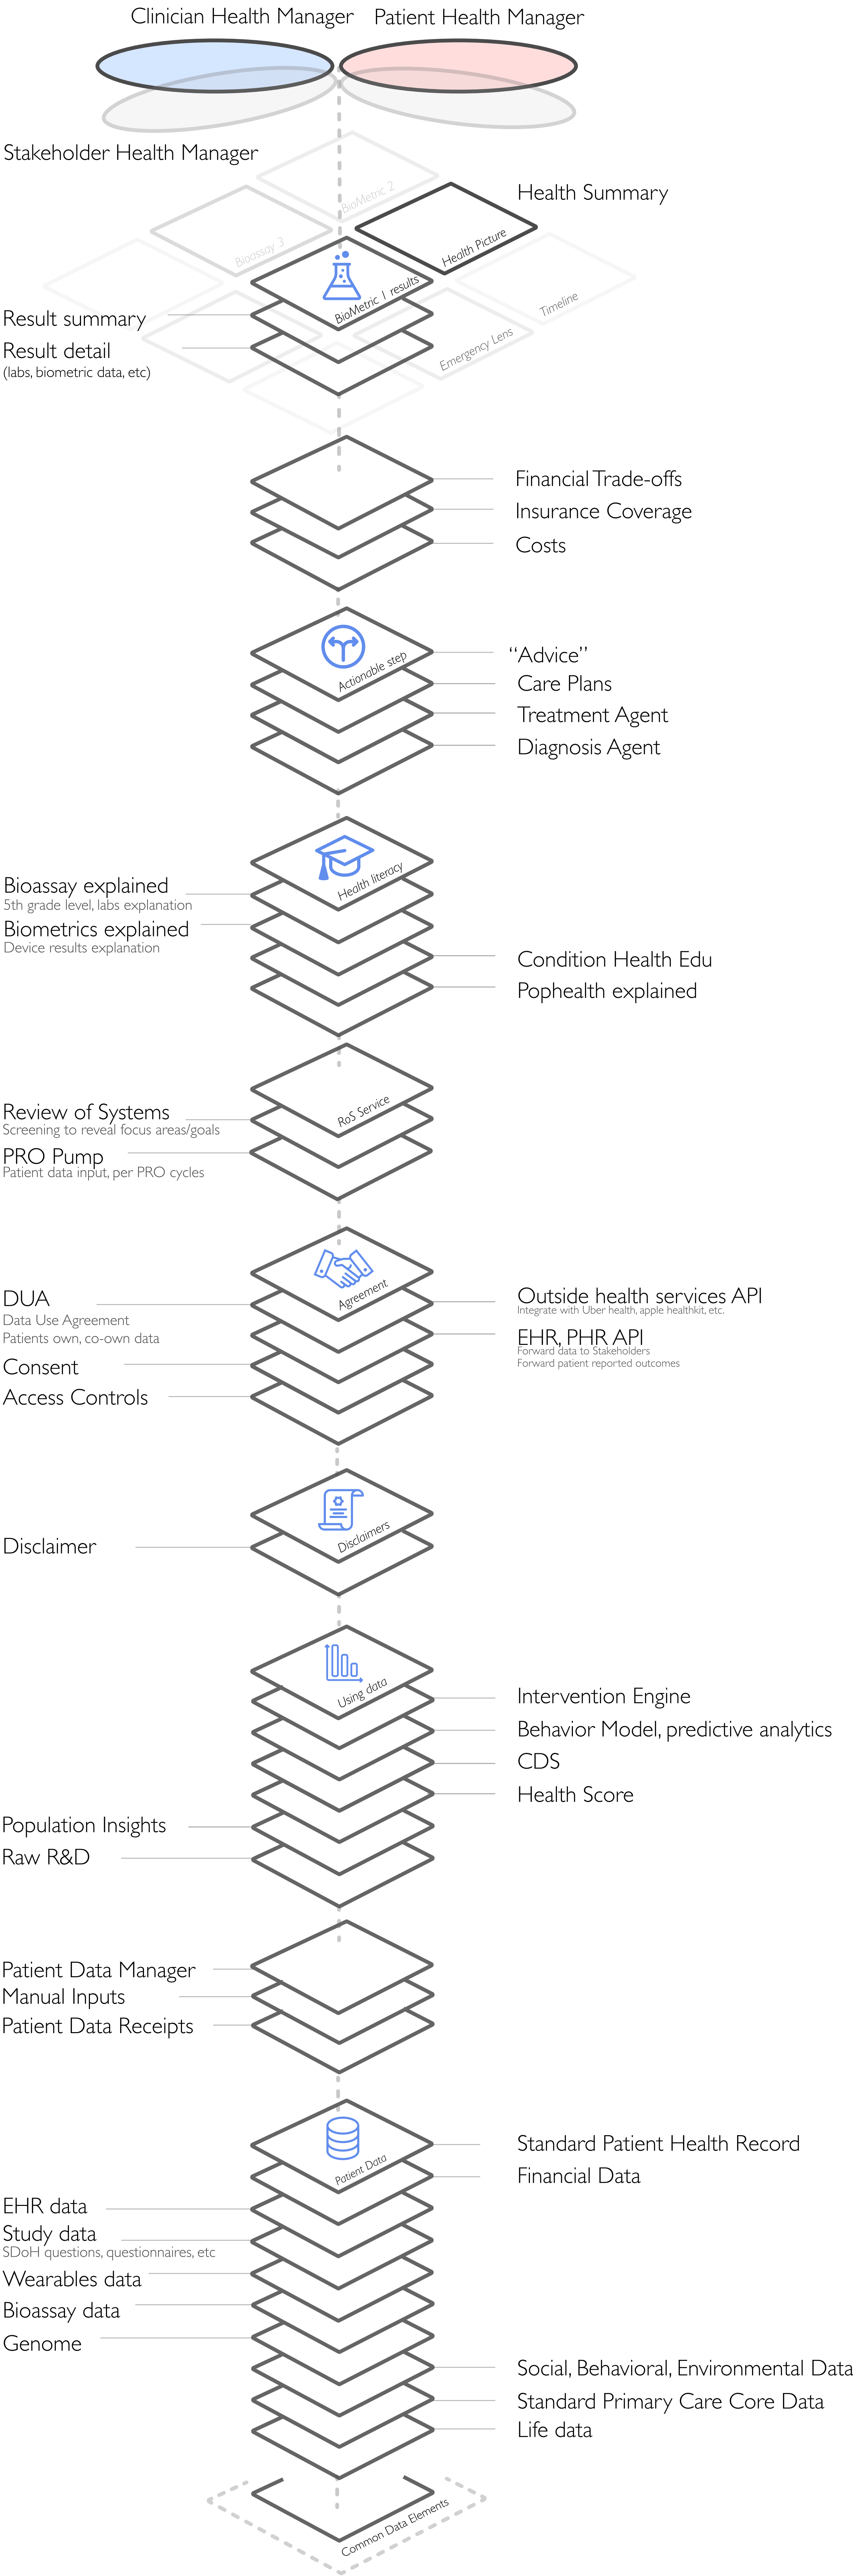 Clinician Health Manager
Patient Health Manager
Stakeholder Health Manager
BioMetric 2
Health Summary
Bioassay 3
Health Picture
BioMetric 1 results
Timeline
Result summary
Emergency Lens
Result detail
(labs, biometric data, etc)
Financial Trade-offs
Insurance Coverage
Costs
Actionable step
“Advice”
Care Plans
Treatment Agent
Diagnosis Agent
Health literacy
Bioassay explained
5th grade level, labs explanation
Biometrics explained
Device results explanation
Condition Health Edu
Pophealth explained
RoS Service
Review of Systems
Screening to reveal focus areas/goals
PRO Pump
Patient data input, per PRO cycles
Agreement
DUA
Data Use Agreement
Patients own, co-own data
Consent
Access Controls
Outside health services API
Integrate with Uber health, apple healthkit, etc.
EHR, PHR API
Forward data to Stakeholders
Forward patient reported outcomes
Disclaimers
Disclaimer
Using data
Intervention Engine
Behavior Model, predictive analytics
CDS
Health Score
Population Insights
Raw R&D
Patient Data Manager
Manual Inputs
Patient Data Receipts
Patient Data
Standard Patient Health Record
Financial Data
EHR data
Study data
SDoH questions, questionnaires, etc
Wearables data
Bioassay data
Genome
Social, Behavioral, Environmental Data
Standard Primary Care Core Data
Life data
Common Data Elements